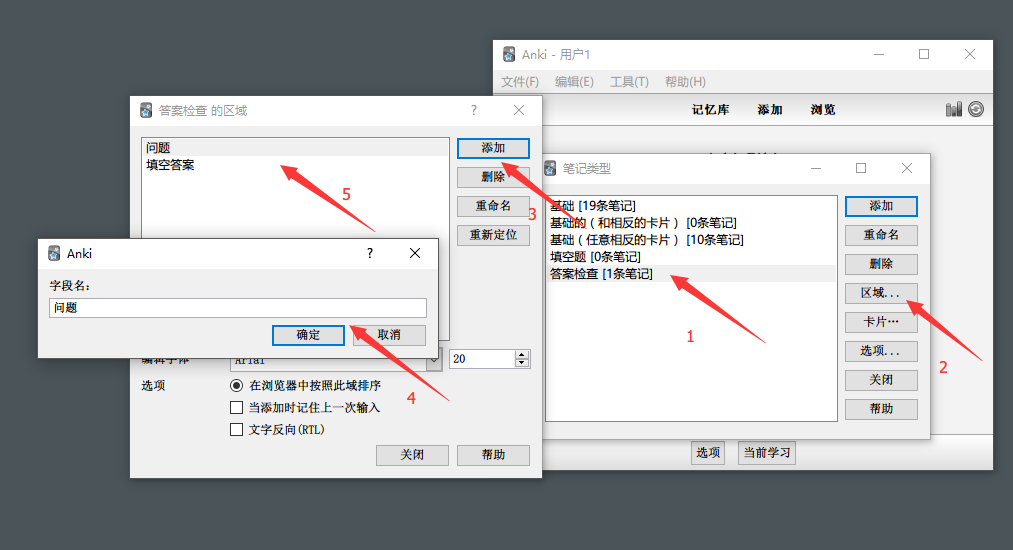 Anki - 用户1
文件(F) 编辑(E) 工具(T) 帮助(H)
记忆库 添加 浏览
选项 当前学习
答案检查 的区域 ?
问题
填空答案
添加
删除
重命名
重新定位
5
3
20
选项
在浏览器中按照此域排序
当添加时记住上一次输入
文字反向(RTL)
关闭 帮助
4
Anki ?
字段名:
问题
确定 取消
笔记类型
基础 [19条笔记]
基础的(和相反的卡片) [0条笔记]
基础(任意相反的卡片) [10条笔记]
填空题 [0条笔记]
答案检查 [1条笔记]
添加
重命名
删除
区域...
卡片…
选项...
关闭
帮助
1
2